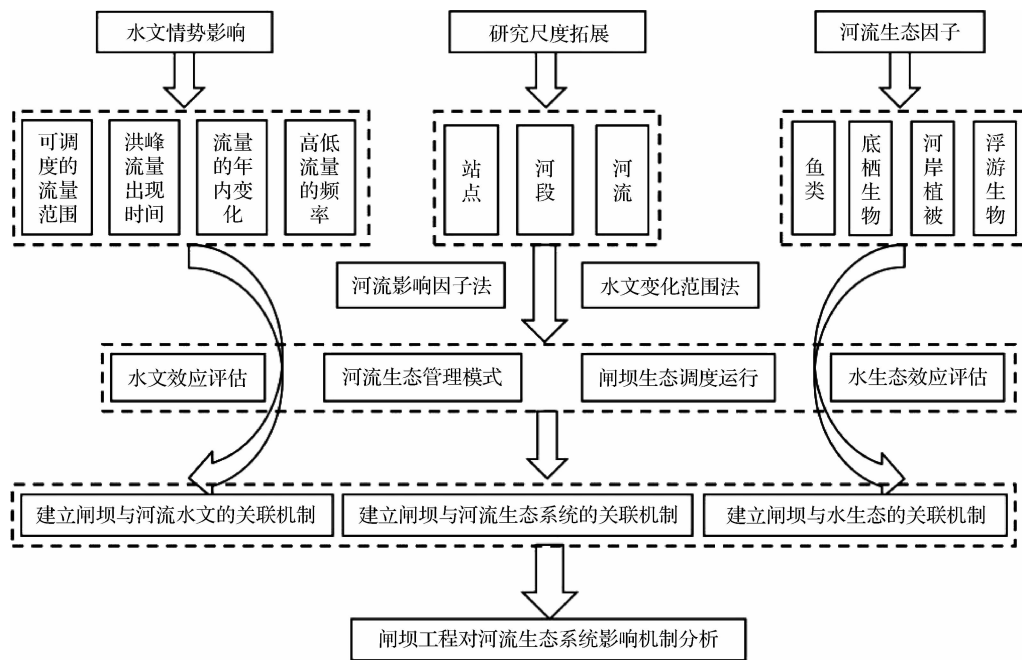 水文情势影响
研究尺度拓展
河流生态因子
可调
度的
流量
范围
洪峰
流量
出现
时间
流量
的年
内变
化
高低
流量
的频
率
站
点
河
段
河
流
鱼
类
底
栖
生
物
河
岸
植
被
浮
游
生
物
河流影响因子法
水文变化范围法
水文效应评估
河流生态管理模式
闸坝生态调度运行
水生态效应评估
建立闸坝与河流水文的关联机制
建立闸坝与河流生态系统的关联机制
建立闸坝与水生态的关联机制
闸坝工程对河流生态系统影响机制分析